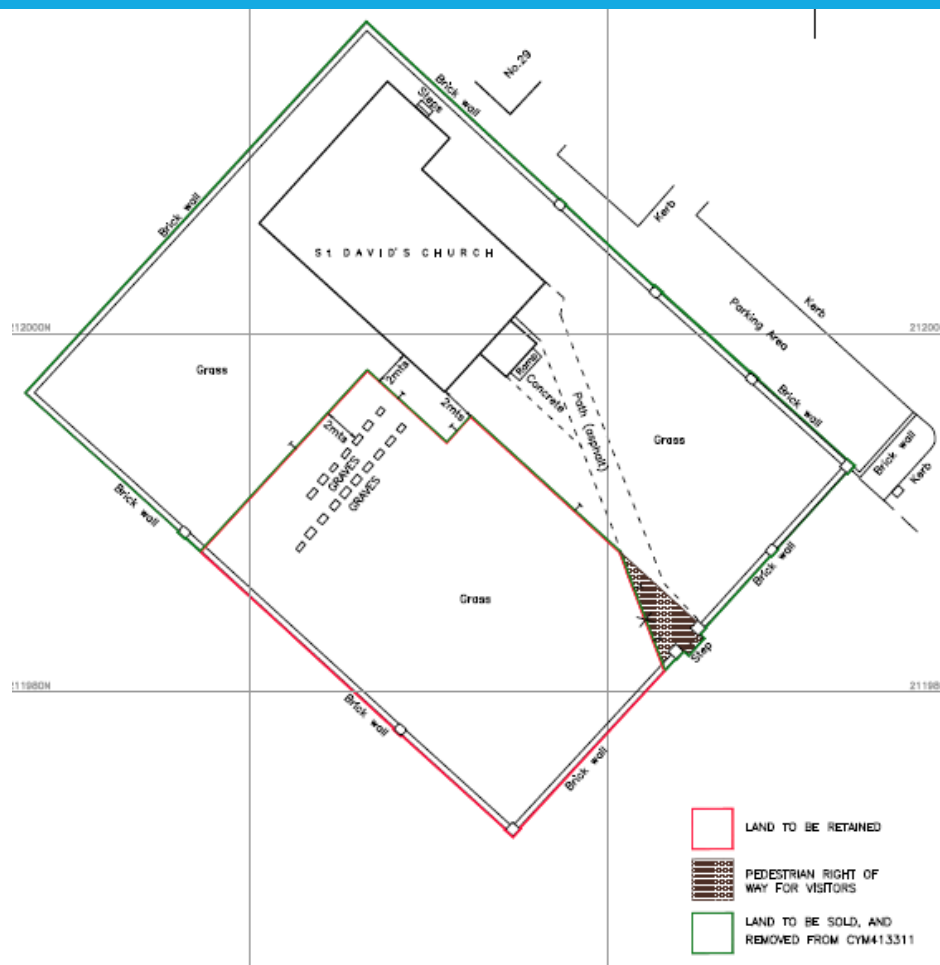 No.29
Brick wall
Steps
Brick wall
Kerb
St DAVID'S CHURCH
Kerb
Parking Area
212000N
21200
Grass
2mts
Ramp
Concrete
Path (asphalt)
Brick wall
2mts
2mts
Grass
Brick wall
Kerb
GRAVES
GRAVES
Brick wall
Brick wall
Grass
Step
211980N
21198
Brick wall
Brick wall
LAND TO BE RETAINED
PEDESTRIAN RIGHT OF
WAY FOR VISITORS
LAND TO BE SOLD, AND
REMOVED FROM CYM413311